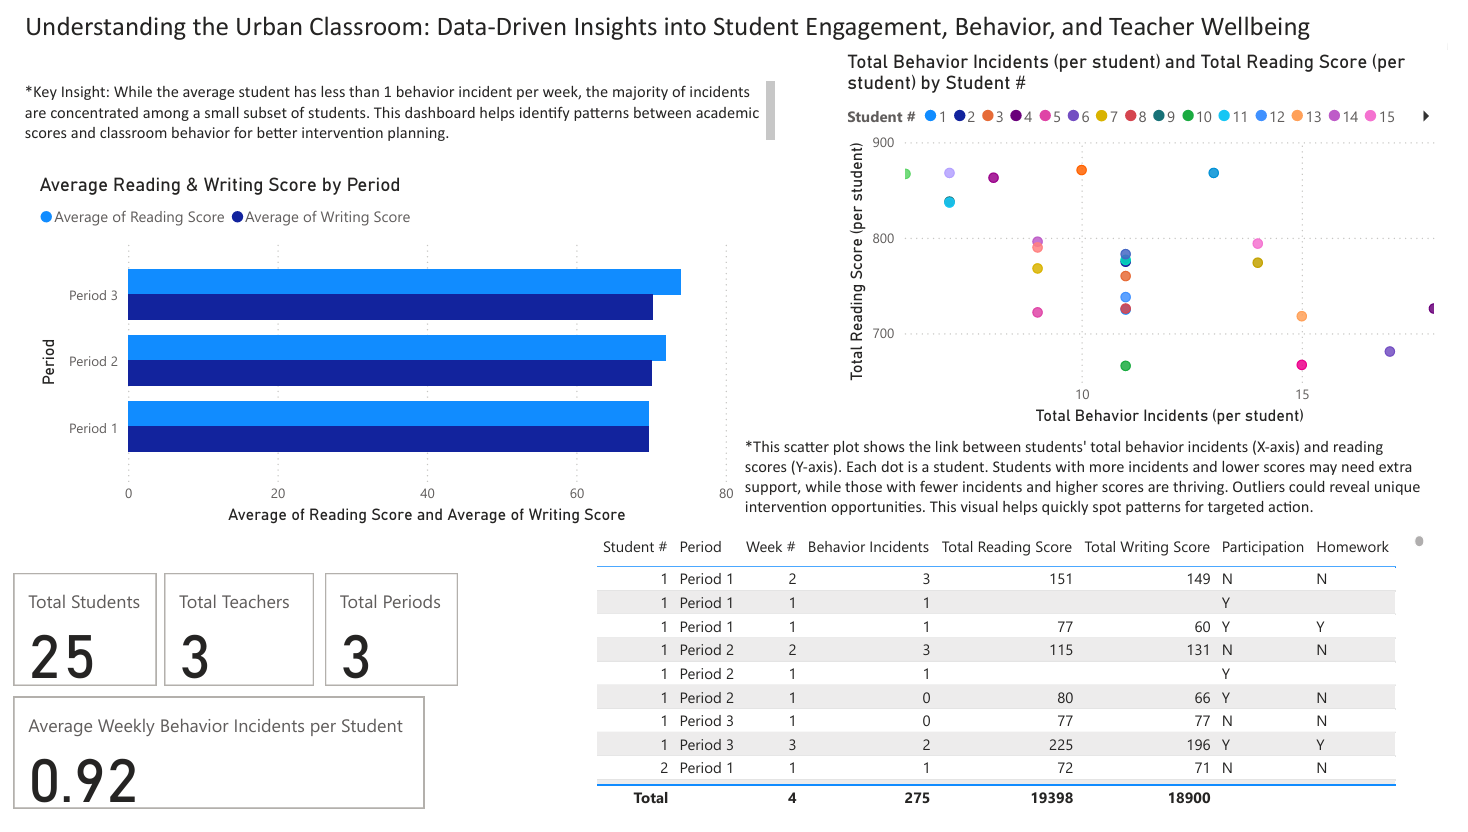 Understanding the Urban Classroom: Data-Driven Insights into Student Engagement, Behavior, and Teacher Wellbeing
*Key Insight: While the average student has less than 1 behavior incident per week, the majority of incidents
are concentrated among a small subset of students. This dashboard helps identify patterns between academic
scores and classroom behavior for better intervention planning.
Average Reading & Writing Score by Period
Average of Reading Score Average of Writing Score
Period
Period 3
Period 2
Period 1
0 20 40 60 80
Average of Reading Score and Average of Writing Score
Total Behavior Incidents (per student) and Total Reading Score (per
student) by Student #
Student # 1 2 3 4 5 6 7 8 9 10 11 12 13 14 15
Total Reading Score (per student)
900
800
700
10 15
Total Behavior Incidents (per student)
*This scatter plot shows the link between students' total behavior incidents (X-axis) and reading
scores (Y-axis). Each dot is a student. Students with more incidents and lower scores may need extra
support, while those with fewer incidents and higher scores are thriving. Outliers could reveal unique
intervention opportunities. This visual helps quickly spot patterns for targeted action.
Total Students
25
Total Teachers
3
Total Periods
3
Average Weekly Behavior Incidents per Student
0.92
Student # Period Week # Behavior Incidents Total Reading Score Total Writing Score Participation Homework
1 Period 1 2 3 151 149 N N
1 Period 1 1 1 Y
1 Period 1 1 1 77 60 Y Y
1 Period 2 2 3 115 131 N N
1 Period 2 1 1 Y
1 Period 2 1 0 80 66 Y N
1 Period 3 1 0 77 77 N N
1 Period 3 3 2 225 196 Y Y
2 Period 1 1 1 72 71 N N
Total 4 275 19398 18900